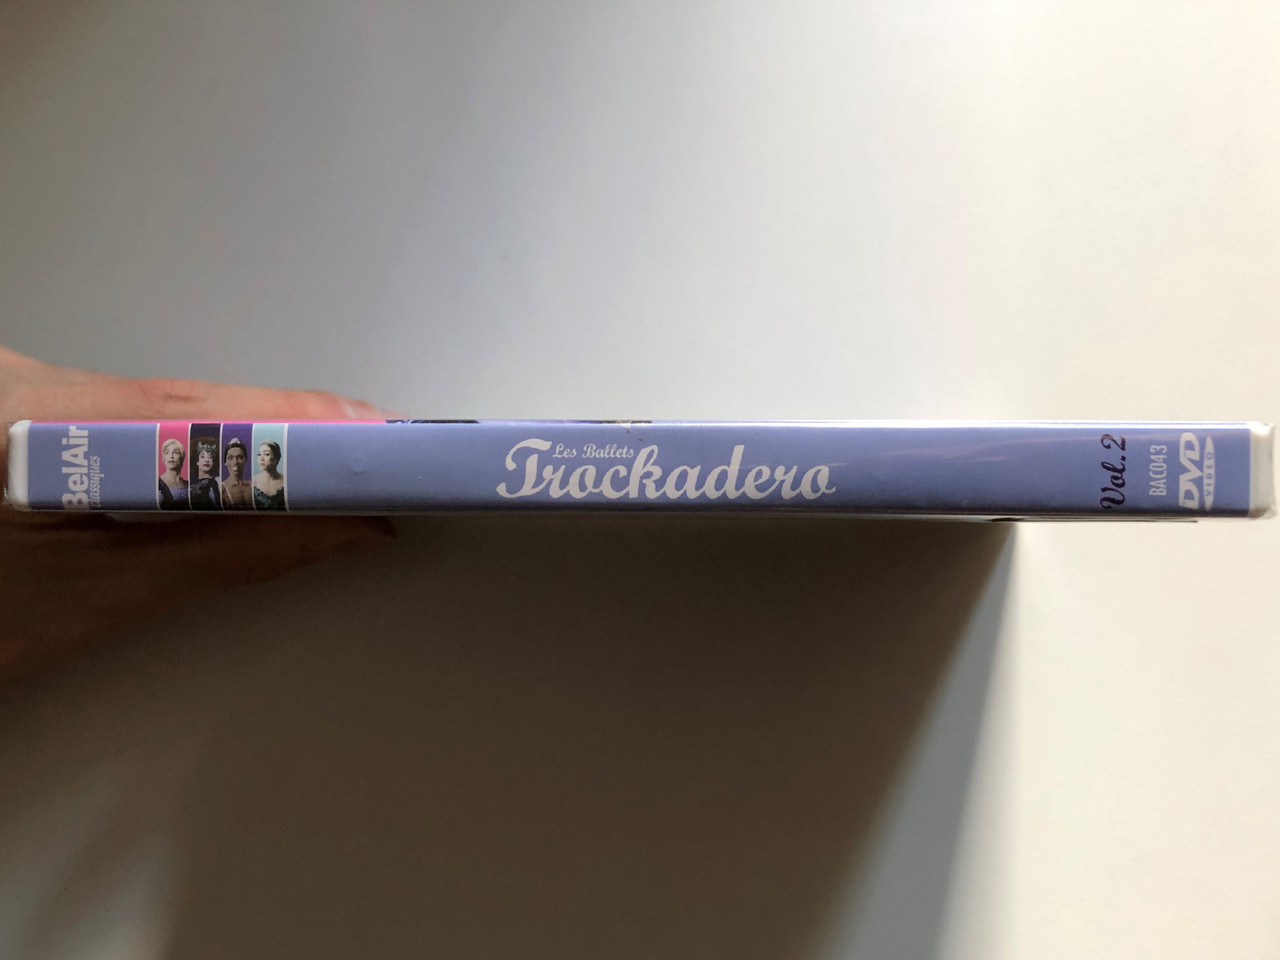 BelAir
classiques
Les Ballets
Trockadero
Vol. 2
BAC043
DVD
VIDEO